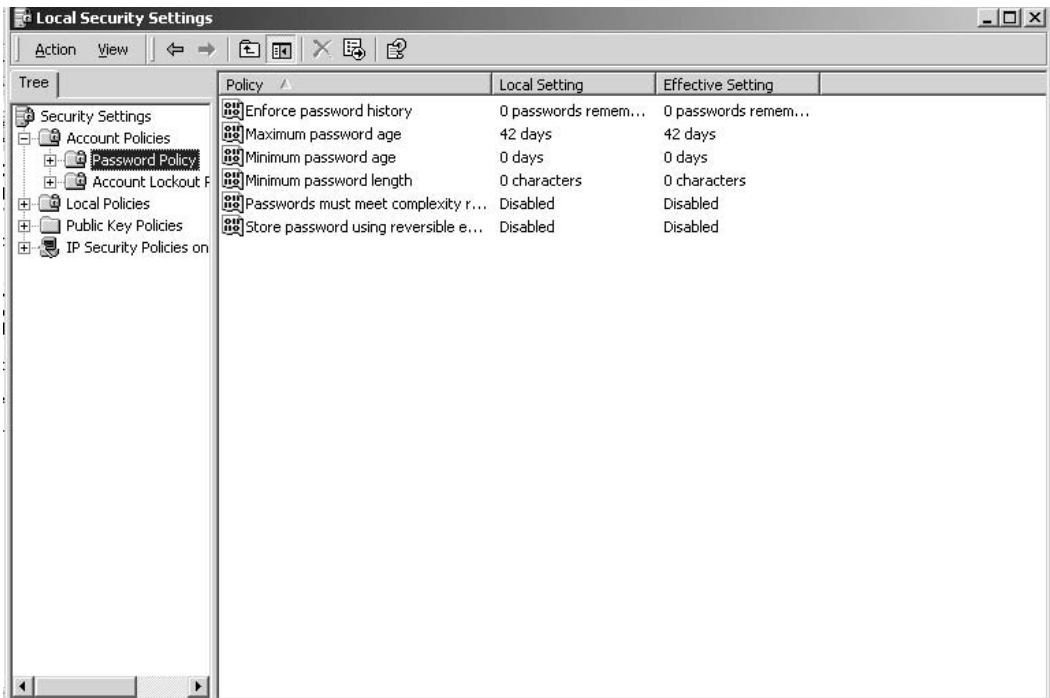 Local Security Settings
Action View
Tree
Policy Local Setting Effective Setting
Security Settings
Account Policies
Password Policy
Account Lockout P
Local Policies
Public Key Policies
IP Security Policies on
Enforce password history 0 passwords remem... 0 passwords remem...
Maximum password age 42 days 42 days
Minimum password age 0 days 0 days
Minimum password length 0 characters 0 characters
Passwords must meet complexity r... Disabled Disabled
Store password using reversible e... Disabled Disabled